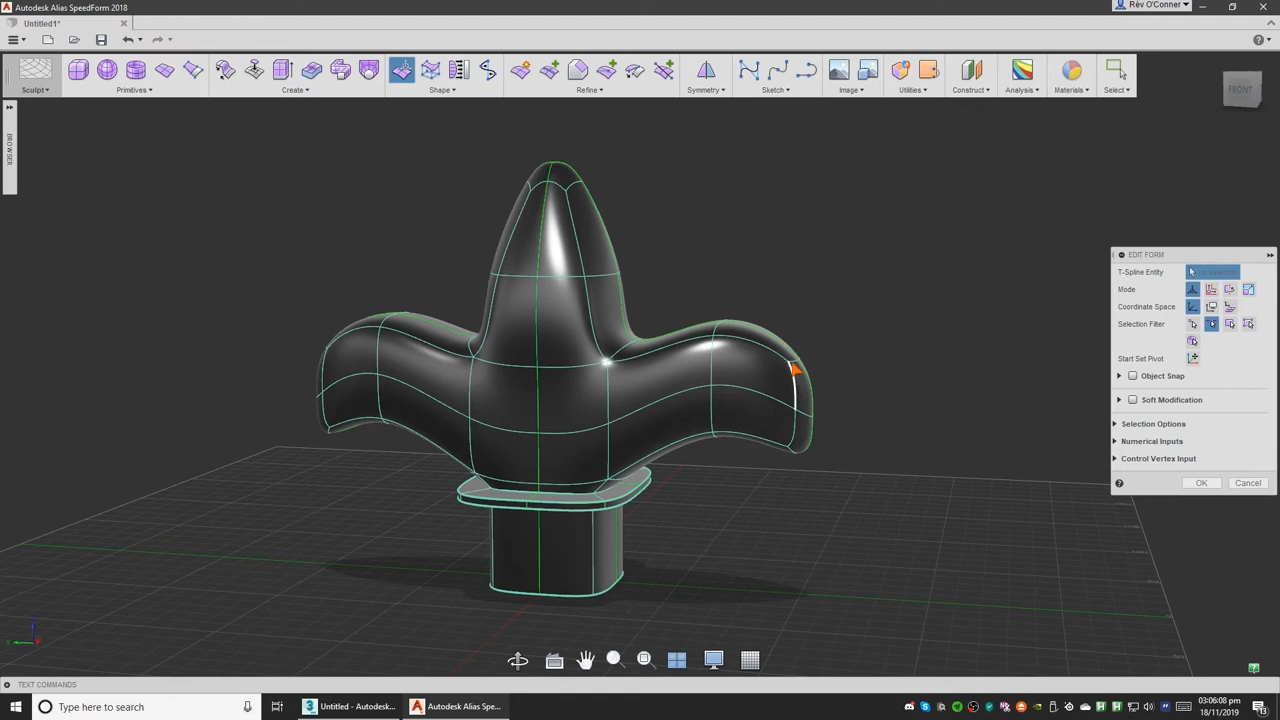 Autodesk Alias SpeedForm 2018
Rèv O'Conner
Untitled1*
Sculpt
Primitives
Create
Shape
Refine
Symmetry
Sketch
Image
Utilities
Construct
Analysis
Materials
Select
FRONT
BROWSER
EDIT FORM
T-Spline Entity
Mode
Coordinate Space
Selection Filter
Start Set Pivot
Object Snap
Soft Modification
Selection Options
Numerical Inputs
Control Vertex Input
OK
Cancel
Z
Y
TEXT COMMANDS
Type here to search
Untitled - Autodesk...
Autodesk Alias Spe...
03:06:08 pm
18/11/2019